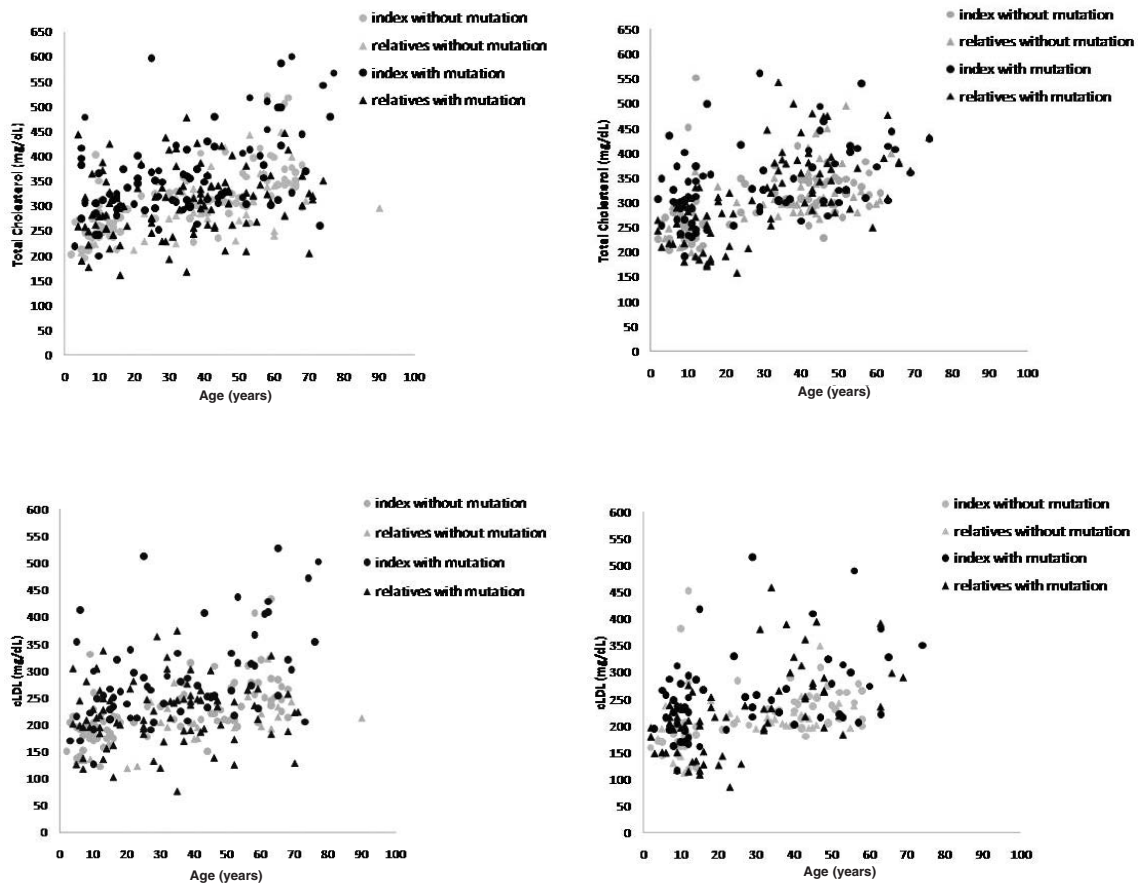 index without mutation
relatives without mutation
index with mutation
relatives with mutation
Total Cholesterol (mg/dL)
650
600
550
500
450
400
350
300
250
200
150
100
50
0
0 10 20 30 40 50 60 70 80 90 100
Age (years)
index without mutation
relatives without mutation
index with mutation
relatives with mutation
Total Cholesterol (mg/dL)
650
600
550
500
450
400
350
300
250
200
150
100
50
0
0 10 20 30 40 50 60 70 80 90 100
Age (years)
index without mutation
relatives without mutation
index with mutation
relatives with mutation
cLDL (mg/dL)
600
550
500
450
400
350
300
250
200
150
100
50
0
0 10 20 30 40 50 60 70 80 90 100
Age (years)
index without mutation
relatives without mutation
index with mutation
relatives with mutation
cLDL (mg/dL)
600
550
500
450
400
350
300
250
200
150
100
50
0
0 10 20 30 40 50 60 70 80 90 100
Age (years)